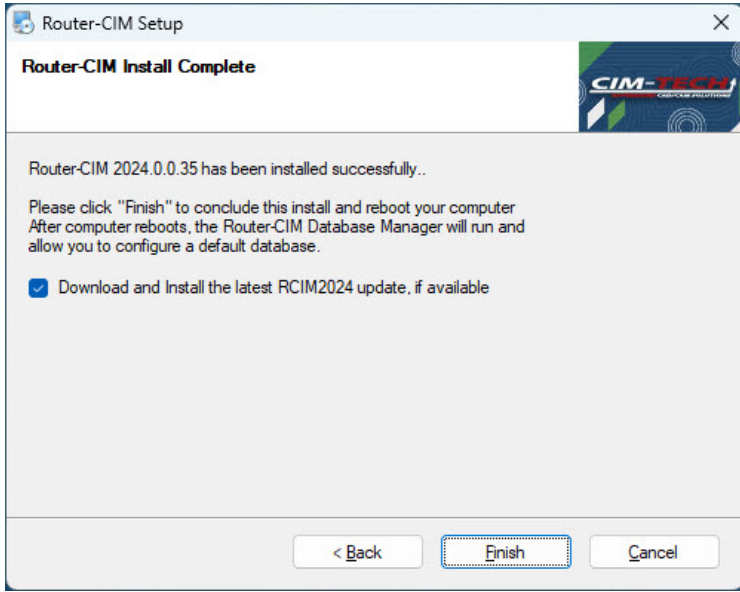 Router-CIM Setup
Router-CIM Install Complete
CIM-TECH
Router-CIM 2024.0.0.35 has been installed successfully..
Please click "Finish" to conclude this install and reboot your computer
After computer reboots, the Router-CIM Database Manager will run and
allow you to configure a default database.
Download and Install the latest RCIM2024 update, if available
< Back
Finish
Cancel